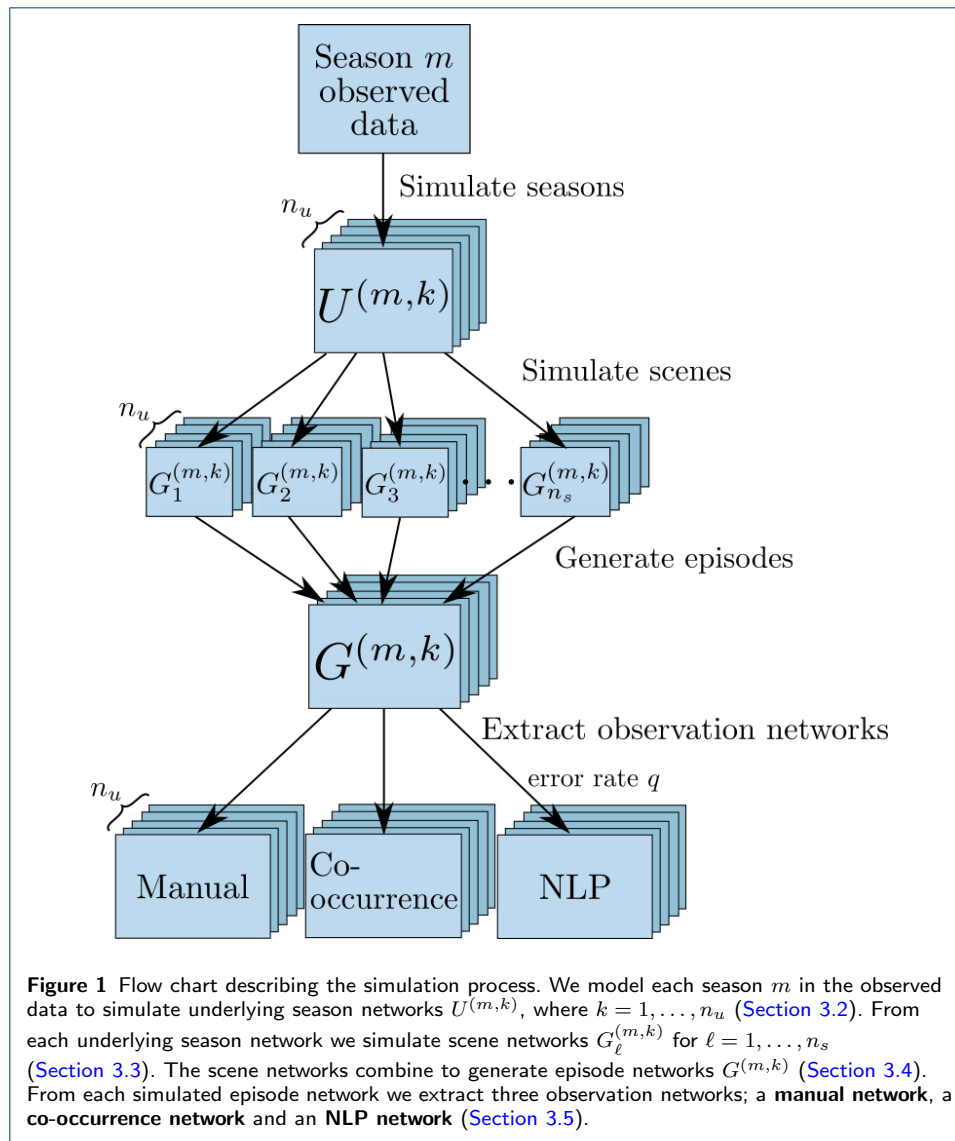 Season m
observed
data
Simulate seasons
n_u
U^(m,k)
Simulate scenes
n_u
G_1^(m,k) G_2^(m,k) G_3^(m,k) · · · G_{n_s}^(m,k)
Generate episodes
G^(m,k)
Extract observation networks
error rate q
n_u
Manual
Co-
occurrence
NLP
Figure 1 Flow chart describing the simulation process. We model each season m in the observed
data to simulate underlying season networks U^(m,k), where k = 1, . . . , n_u (Section 3.2). From
each underlying season network we simulate scene networks G_ℓ^(m,k) for ℓ = 1, . . . , n_s
(Section 3.3). The scene networks combine to generate episode networks G^(m,k) (Section 3.4).
From each simulated episode network we extract three observation networks; a manual network, a
co-occurrence network and an NLP network (Section 3.5).